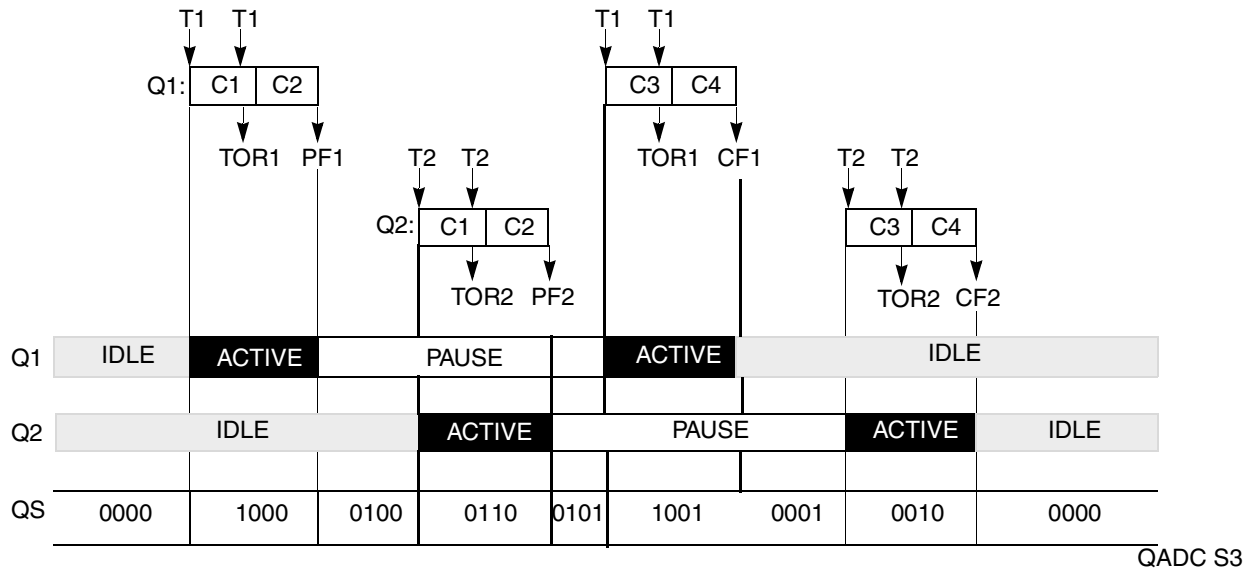 T1 T1 T1 T1
Q1: C1 C2 C3 C4
TOR1 PF1 T2 T2 TOR1 CF1 T2 T2
Q2: C1 C2 C3 C4
TOR2 PF2 TOR2 CF2
Q1 IDLE ACTIVE PAUSE ACTIVE IDLE
Q2 IDLE ACTIVE PAUSE ACTIVE IDLE
QS 0000 1000 0100 0110 0101 1001 0001 0010 0000
QADC S3